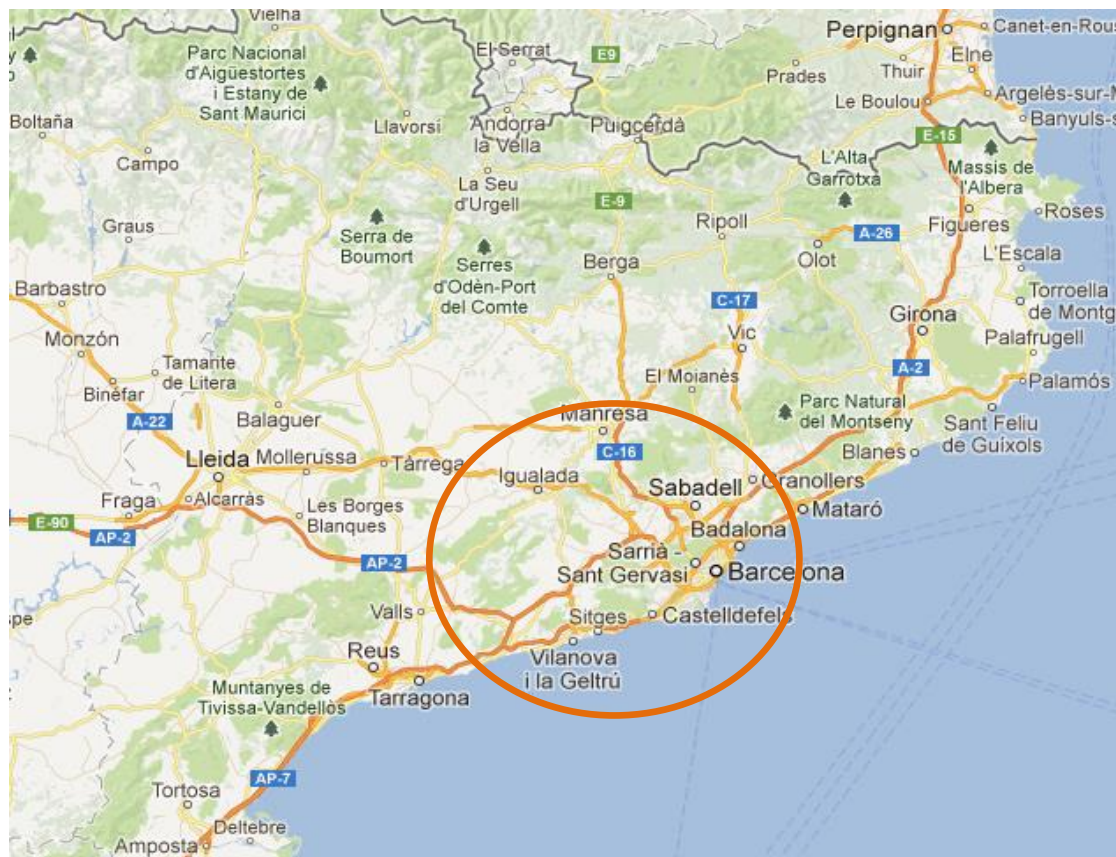 Vielha
Parc Nacional
d'Aigüestortes
i Estany de
Sant Maurici
El Serrat
E9
Perpignan
Canet-en-Rous
Thuir
Elne
Prades
Le Boulou
Argelès-sur-M
Banyuls-s
Boltaña
Llavorsí
Andorra
la Vella
Puigcerdà
E-15
Campo
L'Alta
Garrotxa
Massis de
l'Albera
La Seu
d'Urgell
E-9
Graus
Serra de
Boumort
Ripoll
A-26
Figueres
Roses
Serres
d'Odèn-Port
del Comte
Berga
Olot
L'Escala
Barbastro
C-17
Torroella
de Montg
Girona
Monzón
Vic
Palafrugell
Tamante
de Litera
A-2
Binéfar
El Moianès
Palamós
Balaguer
A-22
Manresa
Parc Natural
del Montseny
Sant Feliu
de Guíxols
C-16
Blanes
Lleida
Mollerussa
Tàrrega
Igualada
Sabadell
Granollers
Fraga
Alcarràs
Les Borges
Blanques
Mataró
E-90
AP-2
Badalona
AP-2
Sarrià -
Sant Gervasi
Barcelona
spe
Valls
Sitges
Castelldefels
Reus
Vilanova
i la Geltrú
Tarragona
Muntanyes de
Tivissa-Vandellòs
AP-7
Tortosa
Deltebre
Amposta